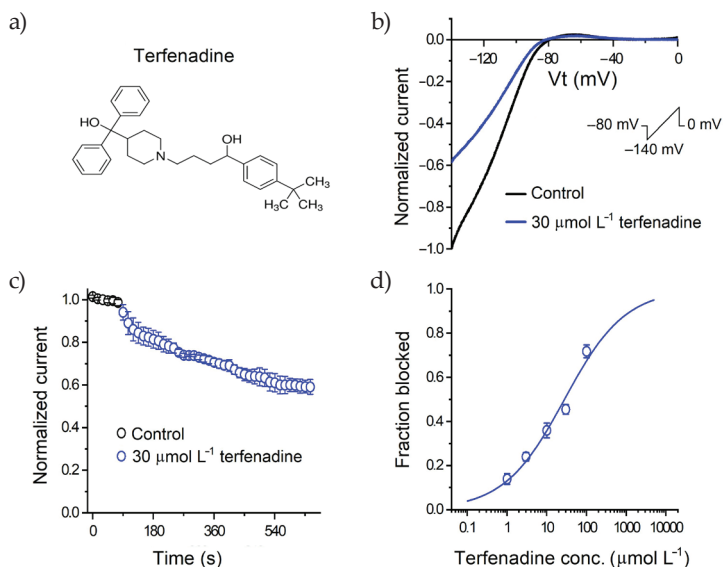 a)
Terfenadine
HO
N
OH
CH₃
CH₃
H₃C
b)
Normalized current
0.0
−0.2
−0.4
−0.6
−0.8
−1.0
−120
−80
−40
0
Vt (mV)
−80 mV
0 mV
−140 mV
Control
30 µmol L⁻¹ terfenadine
c)
Normalized current
1.0
0.8
0.6
0.4
0.2
0.0
Control
30 µmol L⁻¹ terfenadine
0
180
360
540
Time (s)
d)
Fraction blocked
1.0
0.8
0.6
0.4
0.2
0.0
0.1
1
10
100
1000
10000
Terfenadine conc. (µmol L⁻¹)